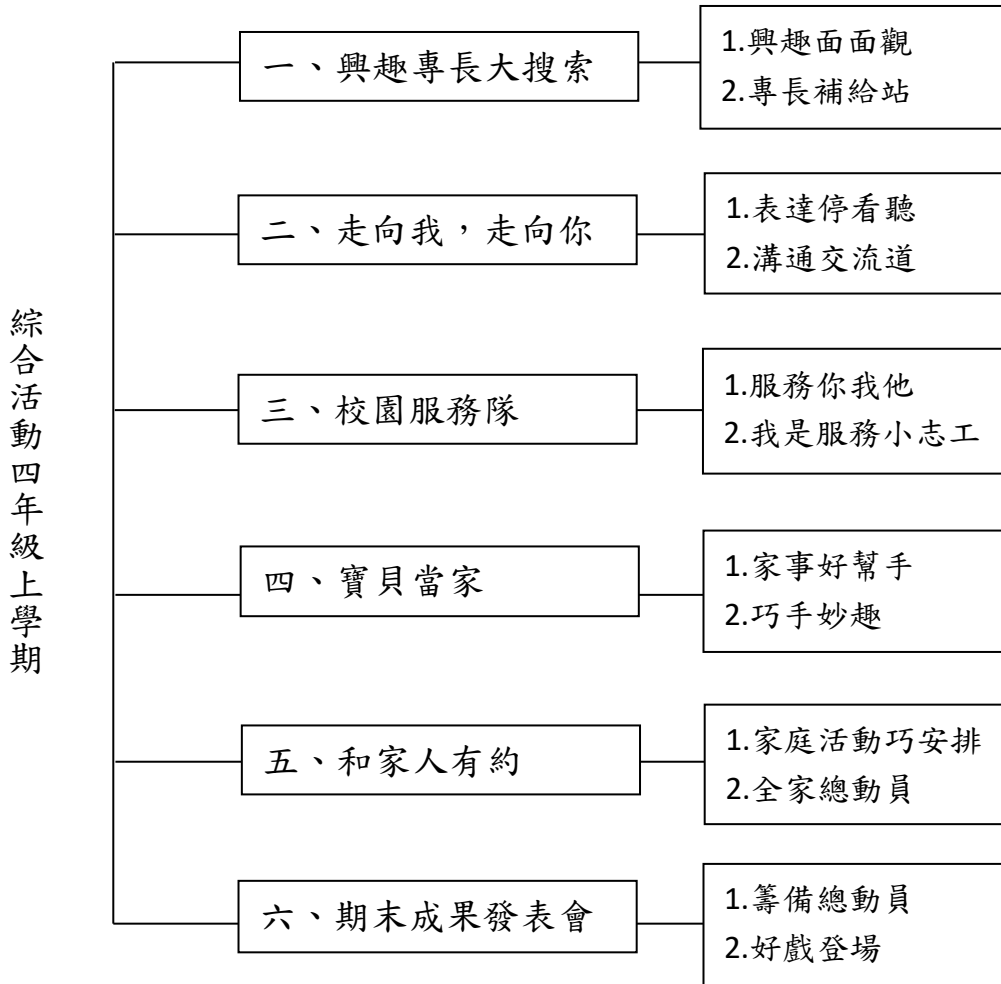 綜合活動四年級上學期
一、興趣專長大搜索
1.興趣面面觀
2.專長補給站
二、走向我，走向你
1.表達停看聽
2.溝通交流道
三、校園服務隊
1.服務你我他
2.我是服務小志工
四、寶貝當家
1.家事好幫手
2.巧手妙趣
五、和家人有約
1.家庭活動巧安排
2.全家總動員
六、期末成果發表會
1.籌備總動員
2.好戲登場